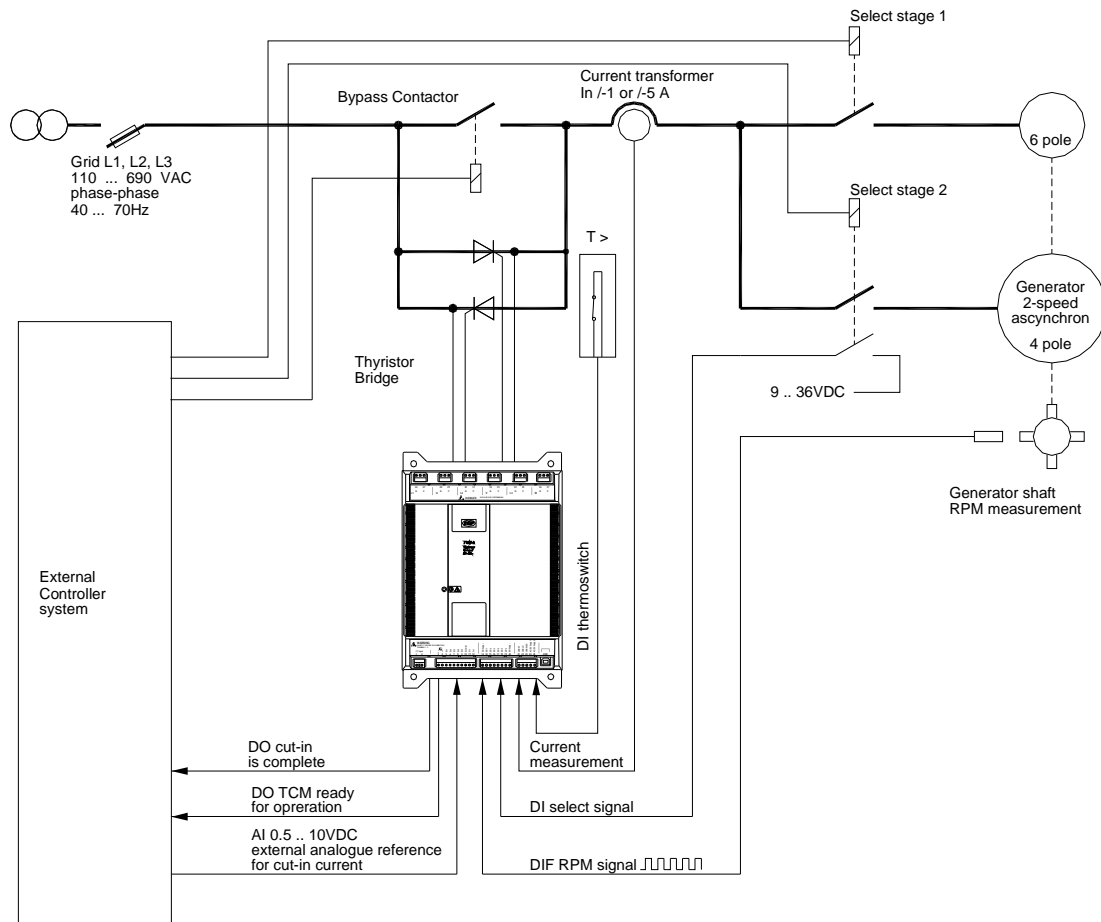 Select stage 1
Current transformer
In /-1 or /-5 A
Bypass Contactor
6 pole
Grid L1, L2, L3
110 ... 690 VAC
phase-phase
40 ... 70Hz
Select stage 2
T >
Generator
2-speed
ascynchron
4 pole
Thyristor
Bridge
9 .. 36VDC
Generator shaft
RPM measurement
External
Controller
system
DI thermoswitch
DO cut-in
is complete
Current
measurement
DO TCM ready
for opreration
DI select signal
AI 0.5 .. 10VDC
external analogue reference
for cut-in current
DIF RPM signal